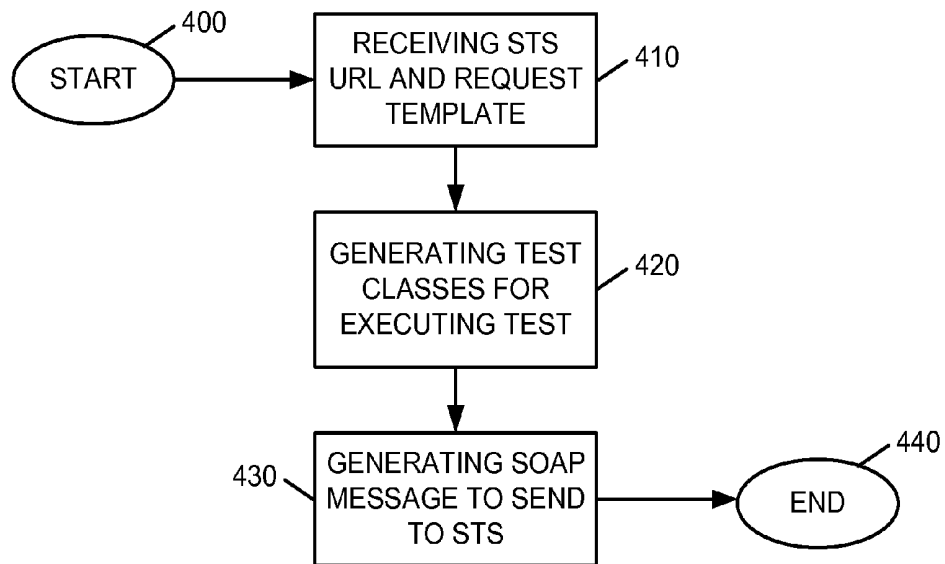 400
START
RECEIVING STS
URL AND REQUEST
TEMPLATE
410
GENERATING TEST
CLASSES FOR
EXECUTING TEST
420
430
GENERATING SOAP
MESSAGE TO SEND
TO STS
440
END